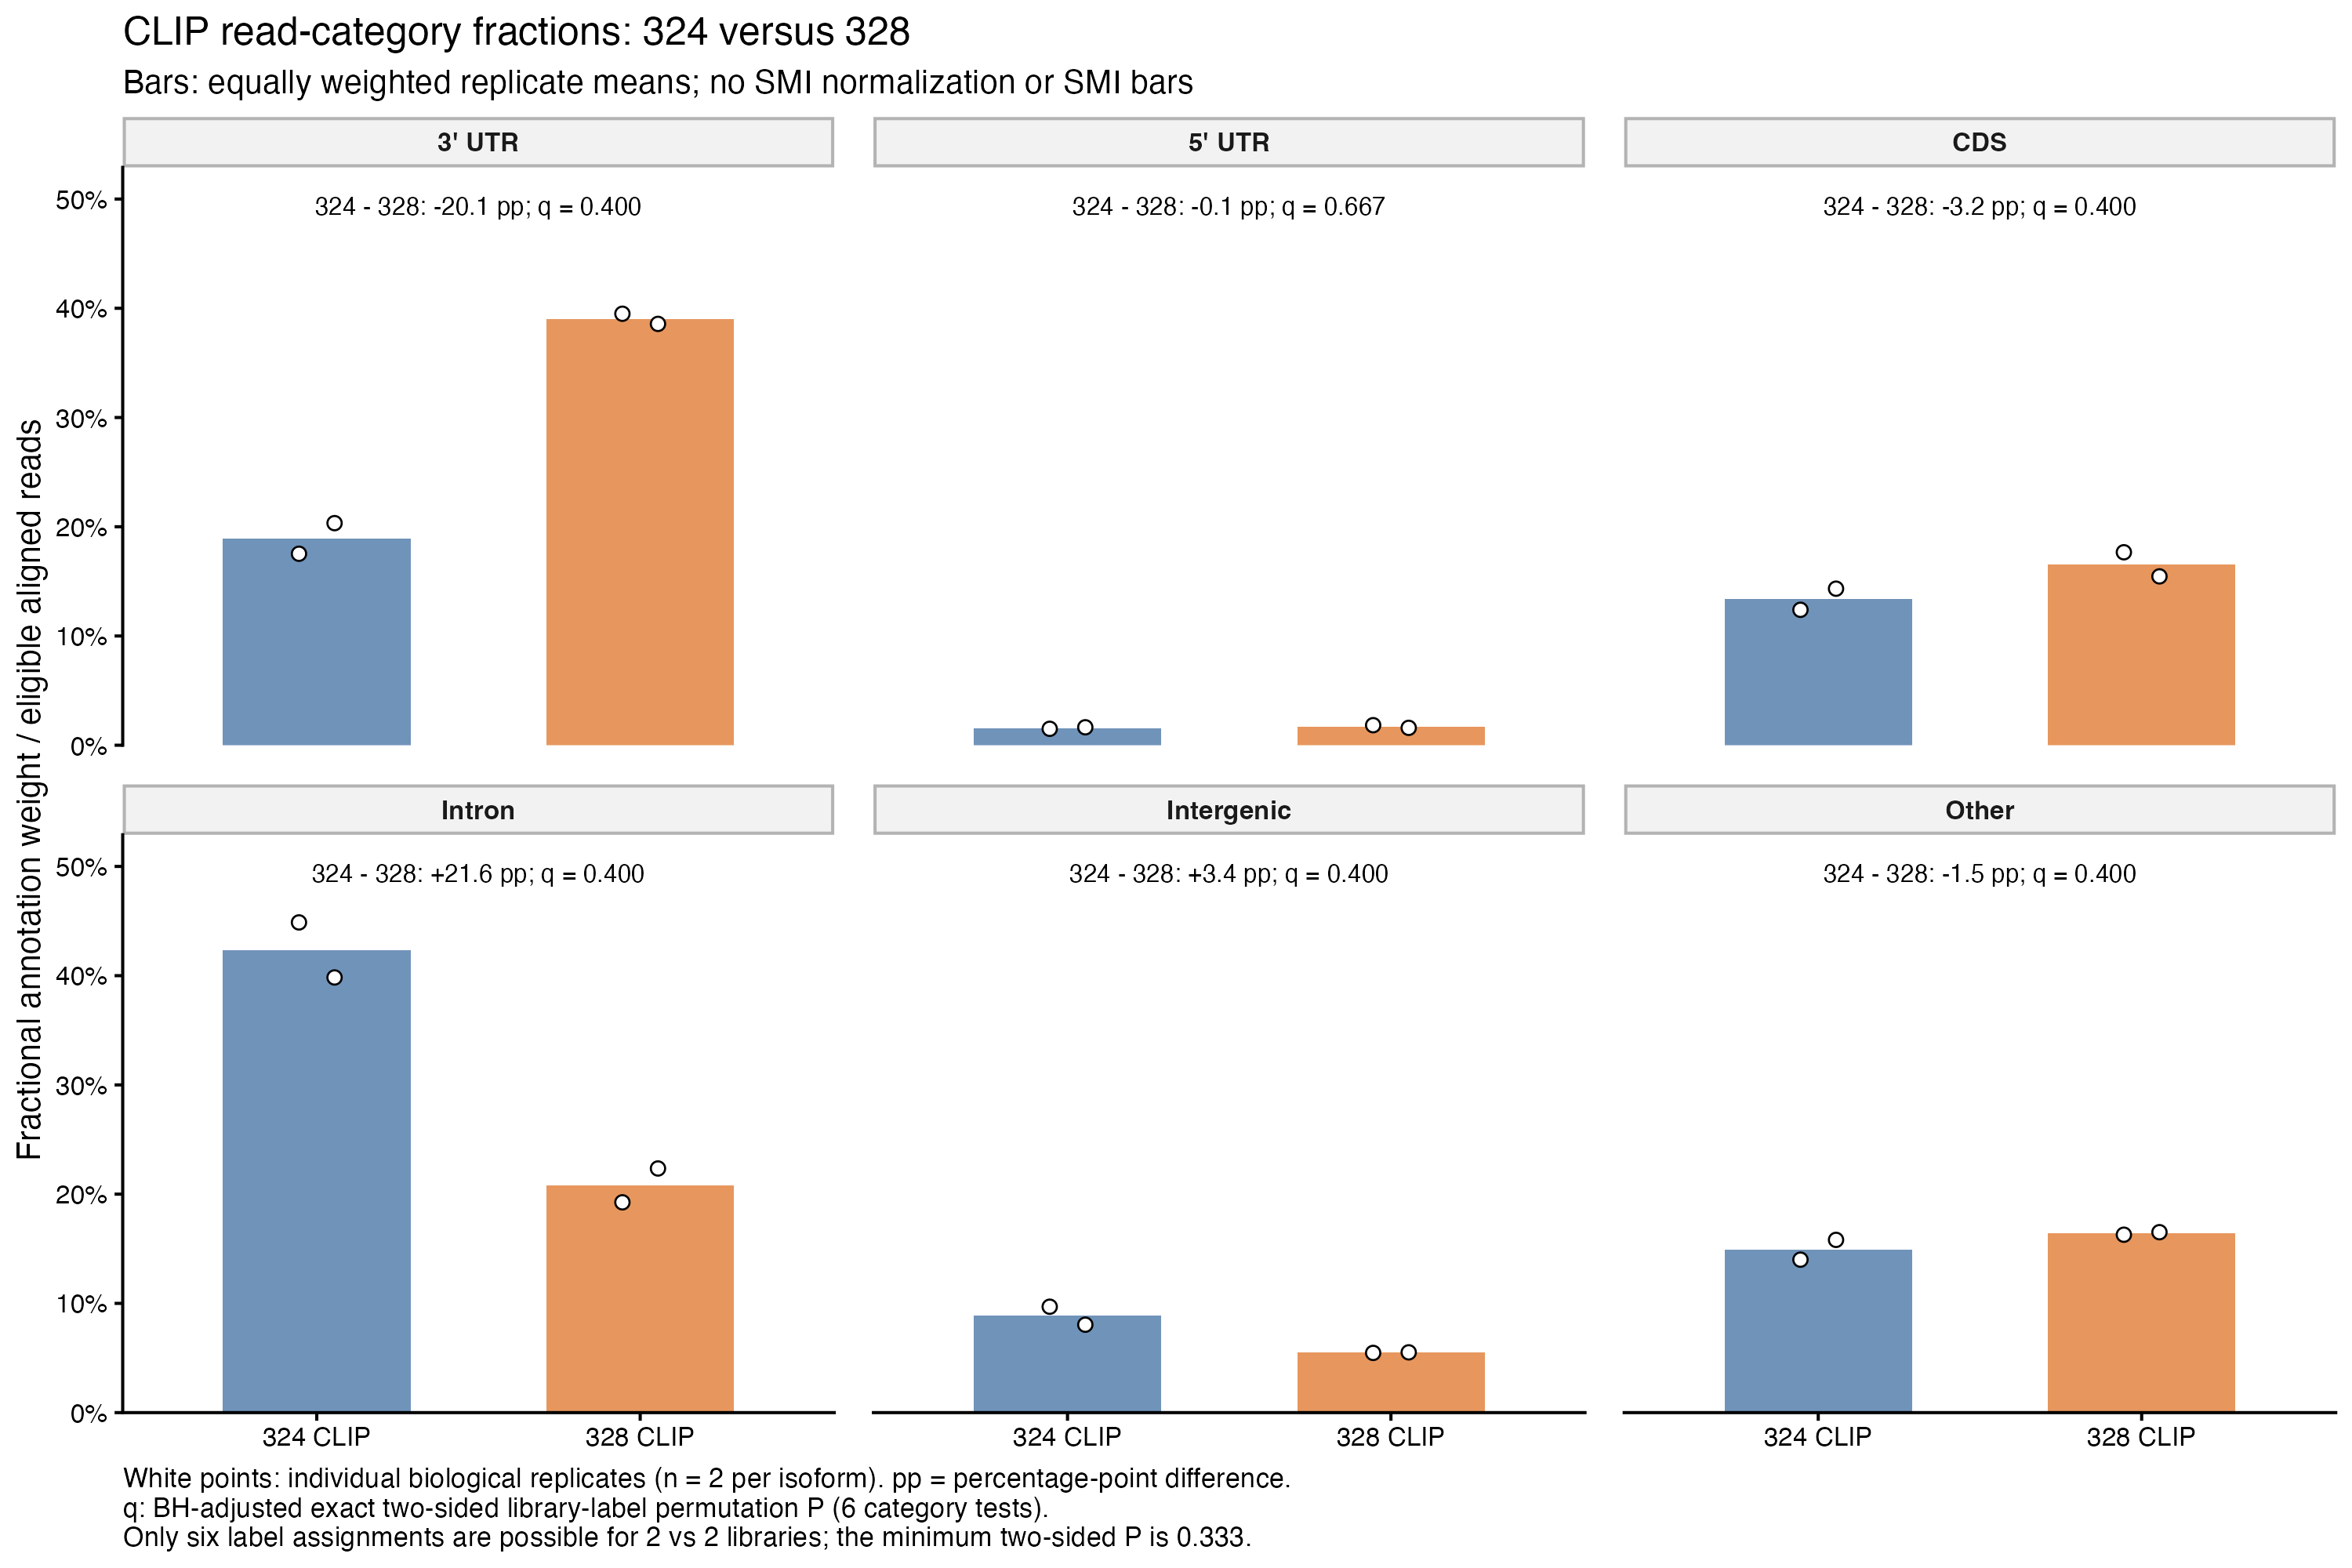 CLIP read-category fractions: 324 versus 328
Bars: equally weighted replicate means; no SMI normalization or SMI bars
Fractional annotation weight / eligible aligned reads
3' UTR
324 - 328: -20.1 pp; q = 0.400
50%
40%
30%
20%
10%
0%
5' UTR
324 - 328: -0.1 pp; q = 0.667
CDS
324 - 328: -3.2 pp; q = 0.400
Intron
324 - 328: +21.6 pp; q = 0.400
50%
40%
30%
20%
10%
0%
324 CLIP
328 CLIP
Intergenic
324 - 328: +3.4 pp; q = 0.400
324 CLIP
328 CLIP
Other
324 - 328: -1.5 pp; q = 0.400
324 CLIP
328 CLIP
White points: individual biological replicates (n = 2 per isoform). pp = percentage-point difference.
q: BH-adjusted exact two-sided library-label permutation P (6 category tests).
Only six label assignments are possible for 2 vs 2 libraries; the minimum two-sided P is 0.333.